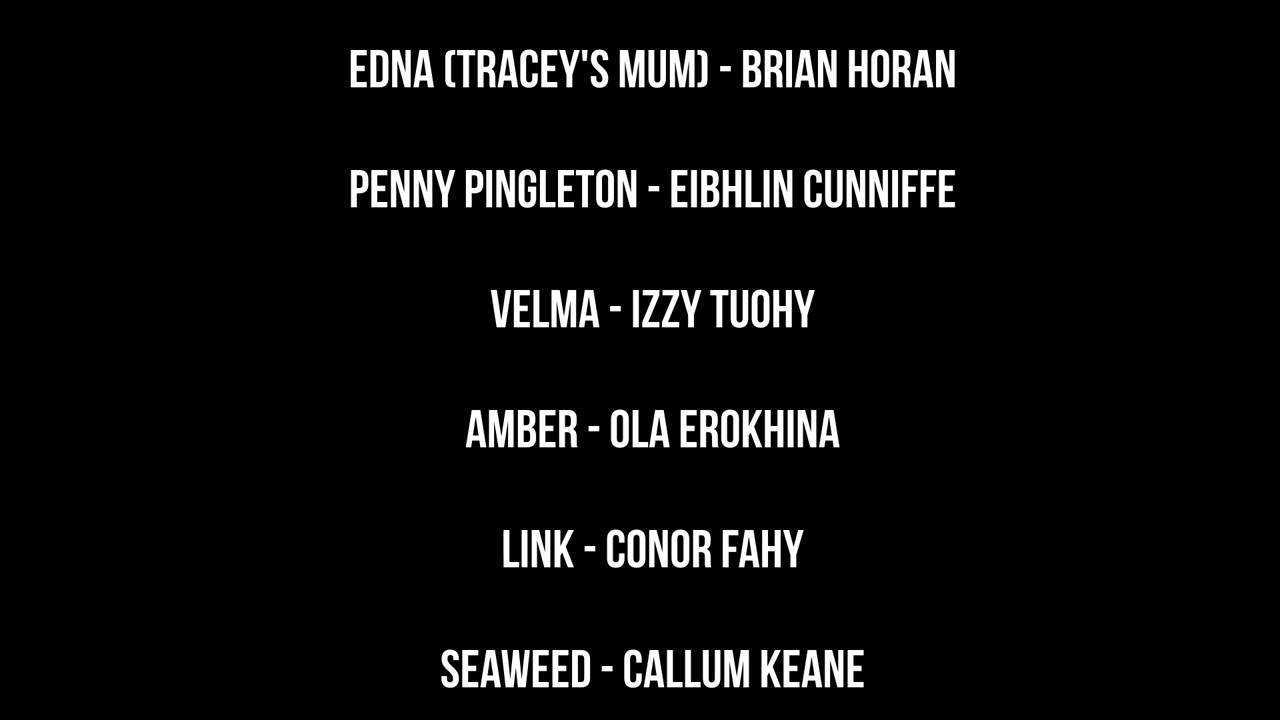 EDNA (TRACEY'S MUM) - BRIAN HORAN
PENNY PINGLETON - EIBHLIN CUNNIFFE
VELMA - IZZY TUOHY
AMBER - OLA EROKHINA
LINK - CONOR FAHY
SEAWEED - CALLUM KEANE